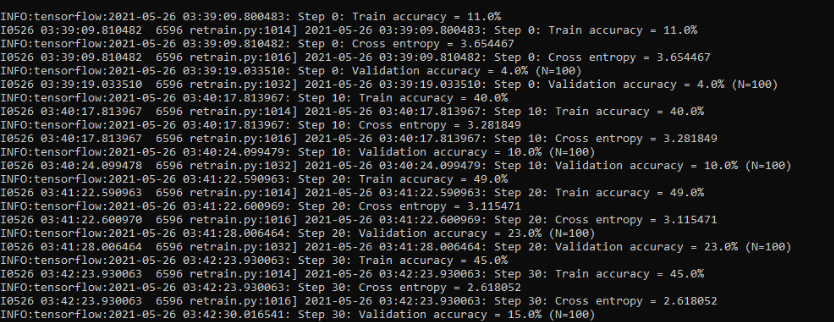 INFO:tensorflow:2021-05-26 03:39:09.800483: Step 0: Train accuracy = 11.0%
I0526 03:39:09.810482  6596 retrain.py:1014] 2021-05-26 03:39:09.800483: Step 0: Train accuracy = 11.0%
INFO:tensorflow:2021-05-26 03:39:09.810482: Step 0: Cross entropy = 3.654467
I0526 03:39:09.810482  6596 retrain.py:1016] 2021-05-26 03:39:09.810482: Step 0: Cross entropy = 3.654467
INFO:tensorflow:2021-05-26 03:39:19.033510: Step 0: Validation accuracy = 4.0% (N=100)
I0526 03:39:19.033510  6596 retrain.py:1032] 2021-05-26 03:39:19.033510: Step 0: Validation accuracy = 4.0% (N=100)
INFO:tensorflow:2021-05-26 03:40:17.813967: Step 10: Train accuracy = 40.0%
I0526 03:40:17.813967  6596 retrain.py:1014] 2021-05-26 03:40:17.813967: Step 10: Train accuracy = 40.0%
INFO:tensorflow:2021-05-26 03:40:17.813967: Step 10: Cross entropy = 3.281849
I0526 03:40:17.813967  6596 retrain.py:1016] 2021-05-26 03:40:17.813967: Step 10: Cross entropy = 3.281849
INFO:tensorflow:2021-05-26 03:40:24.099479: Step 10: Validation accuracy = 10.0% (N=100)
I0526 03:40:24.099478  6596 retrain.py:1032] 2021-05-26 03:40:24.099479: Step 10: Validation accuracy = 10.0% (N=100)
INFO:tensorflow:2021-05-26 03:41:22.590963: Step 20: Train accuracy = 49.0%
I0526 03:41:22.590963  6596 retrain.py:1014] 2021-05-26 03:41:22.590963: Step 20: Train accuracy = 49.0%
INFO:tensorflow:2021-05-26 03:41:22.600969: Step 20: Cross entropy = 3.115471
I0526 03:41:22.600970  6596 retrain.py:1016] 2021-05-26 03:41:22.600969: Step 20: Cross entropy = 3.115471
INFO:tensorflow:2021-05-26 03:41:28.006464: Step 20: Validation accuracy = 23.0% (N=100)
I0526 03:41:28.006464  6596 retrain.py:1032] 2021-05-26 03:41:28.006464: Step 20: Validation accuracy = 23.0% (N=100)
INFO:tensorflow:2021-05-26 03:42:23.930063: Step 30: Train accuracy = 45.0%
I0526 03:42:23.930063  6596 retrain.py:1014] 2021-05-26 03:42:23.930063: Step 30: Train accuracy = 45.0%
INFO:tensorflow:2021-05-26 03:42:23.930063: Step 30: Cross entropy = 2.618052
I0526 03:42:23.930063  6596 retrain.py:1016] 2021-05-26 03:42:23.930063: Step 30: Cross entropy = 2.618052
INFO:tensorflow:2021-05-26 03:42:30.016541: Step 30: Validation accuracy = 15.0% (N=100)